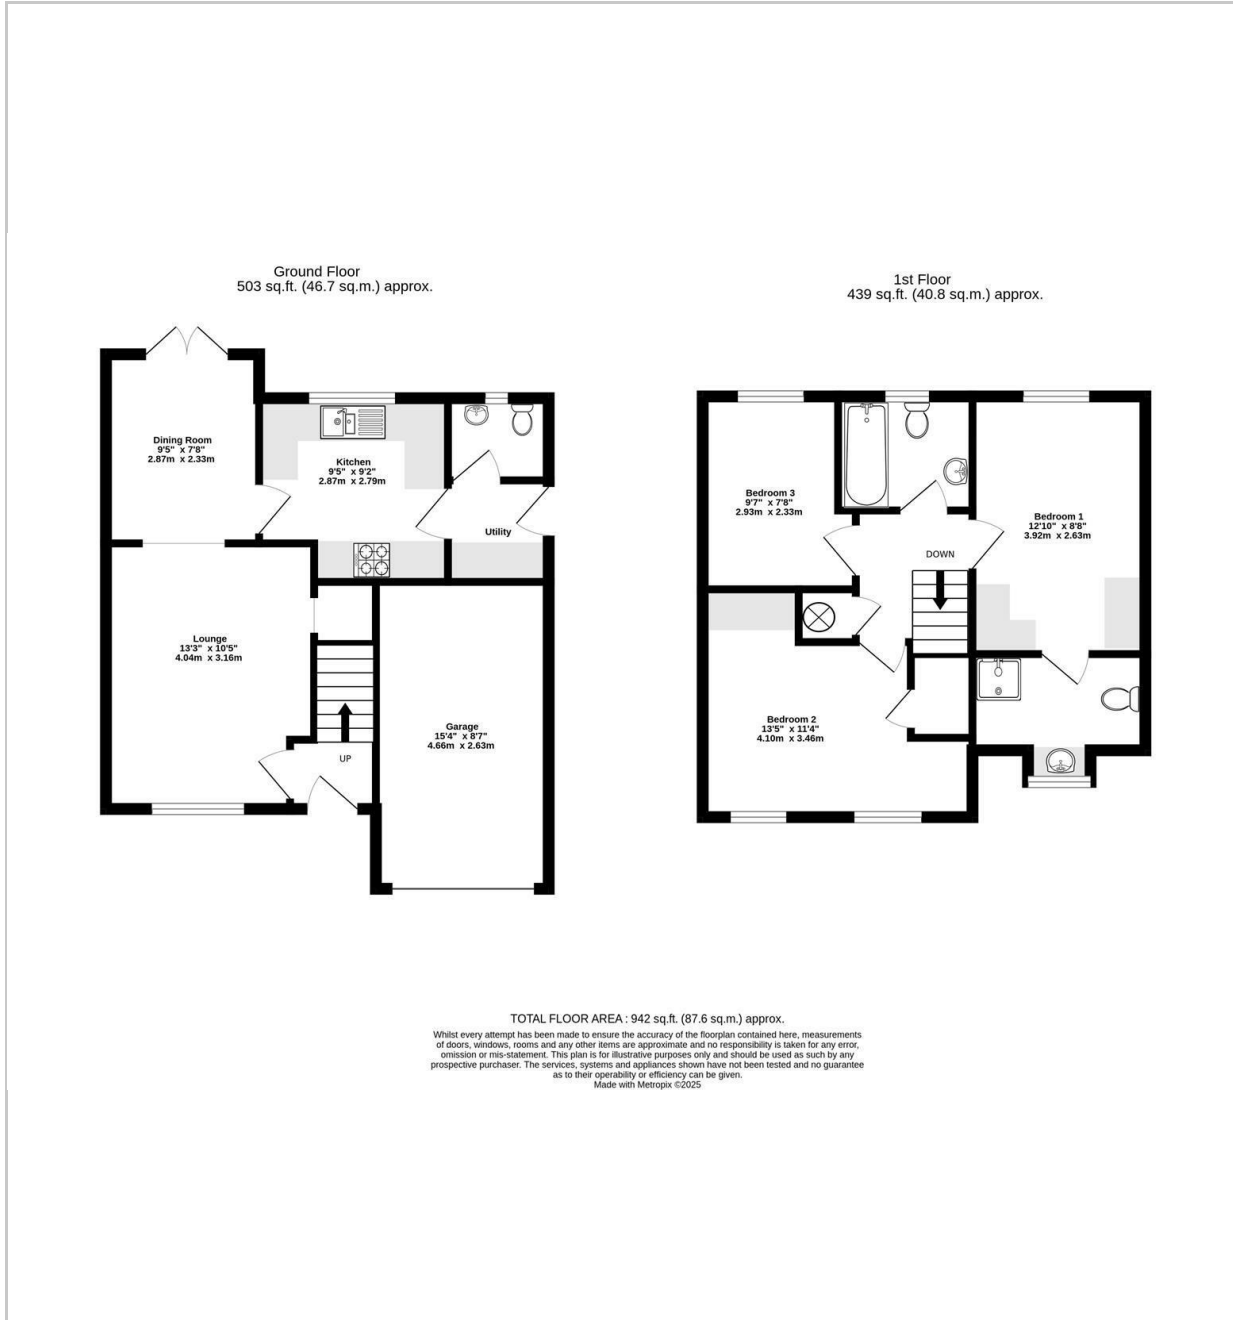 Ground Floor
503 sq.ft. (46.7 sq.m.) approx.
1st Floor
439 sq.ft. (40.8 sq.m.) approx.
Dining Room
9'5" x 7'8"
2.87m x 2.33m
Kitchen
9'5" x 9'2"
2.87m x 2.79m
Utility
Lounge
13'3" x 10'5"
4.04m x 3.16m
Garage
15'4" x 8'7"
4.66m x 2.63m
UP
Bedroom 3
9'7" x 7'8"
2.93m x 2.33m
Bedroom 1
12'10" x 8'8"
3.92m x 2.63m
DOWN
Bedroom 2
13'5" x 11'4"
4.10m x 3.46m
TOTAL FLOOR AREA : 942 sq.ft. (87.6 sq.m.) approx.
Whilst every attempt has been made to ensure the accuracy of the floorplan contained here, measurements
of doors, windows, rooms and any other items are approximate and no responsibility is taken for any error,
omission or mis-statement. This plan is for illustrative purposes only and should be used as such by any
prospective purchaser. The services, systems and appliances shown have not been tested and no guarantee
as to their operability or efficiency can be given.
Made with Metropix ©2025